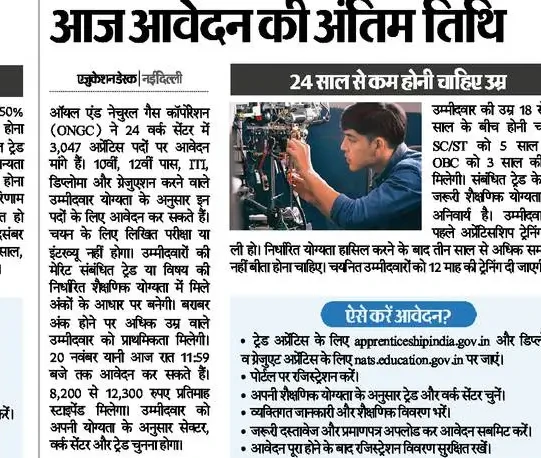 आज आवेदन की अंतिम तिथि
एजुकेशन डेस्क | नई दिल्ली
ऑयल एंड नेचुरल गैस कॉर्पोरेशन
(ONGC) ने 24 वर्क सेंटर में
3,047 अप्रेंटिस पदों पर आवेदन
मांगे हैं। 10वीं, 12वीं पास, ITI,
डिप्लोमा और ग्रेजुएशन करने वाले
उम्मीदवार योग्यता के अनुसार इन
पदों के लिए आवेदन कर सकते हैं।
चयन के लिए लिखित परीक्षा या
इंटरव्यू नहीं होगा। उम्मीदवारों की
मेरिट संबंधित ट्रेड या विषय की
निर्धारित शैक्षणिक योग्यता में मिले
अंकों के आधार पर बनेगी। बराबर
अंक होने पर अधिक उम्र वाले
उम्मीदवार को प्राथमिकता मिलेगी।
20 नवंबर यानी आज रात 11:59
बजे तक आवेदन कर सकते हैं।
8,200 से 12,300 रुपए प्रतिमाह
स्टाइपेंड मिलेगा। उम्मीदवार को
अपनी योग्यता के अनुसार सेक्टर,
वर्क सेंटर और ट्रेड चुनना होगा।
24 साल से कम होनी चाहिए उम्र
उम्मीदवार की उम्र 18
साल के बीच होनी
SC/ST को 5 साल
OBC को 3 साल की
मिलेगी। संबंधित ट्रेड के
जरूरी शैक्षणिक योग्यता
अनिवार्य है।
पहले अप्रेंटिसशिप
ली हो। निर्धारित योग्यता हासिल करने के बाद तीन साल से अधिक
नहीं बीता होना चाहिए। चयनित उम्मीदवारों को 12 माह की ट्रेनिंग दी
ऐसे करें आवेदन?
• ट्रेड अप्रेंटिस के लिए apprenticeshipindia.gov.in और
व ग्रेजुएट अप्रेंटिस के लिए nats.education.gov.in पर जाएं।
• पोर्टल पर रजिस्ट्रेशन करें।
• अपनी शैक्षणिक योग्यता के अनुसार ट्रेड और वर्क सेंटर चुनें।
• व्यक्तिगत जानकारी और शैक्षणिक विवरण भरें।
• जरूरी दस्तावेज और प्रमाणपत्र अपलोड कर आवेदन सबमिट करें।
• आवेदन पूरा होने के बाद रजिस्ट्रेशन विवरण सुरक्षित रखें।
50%
होना
ट्रेड
होना
हो
साल,